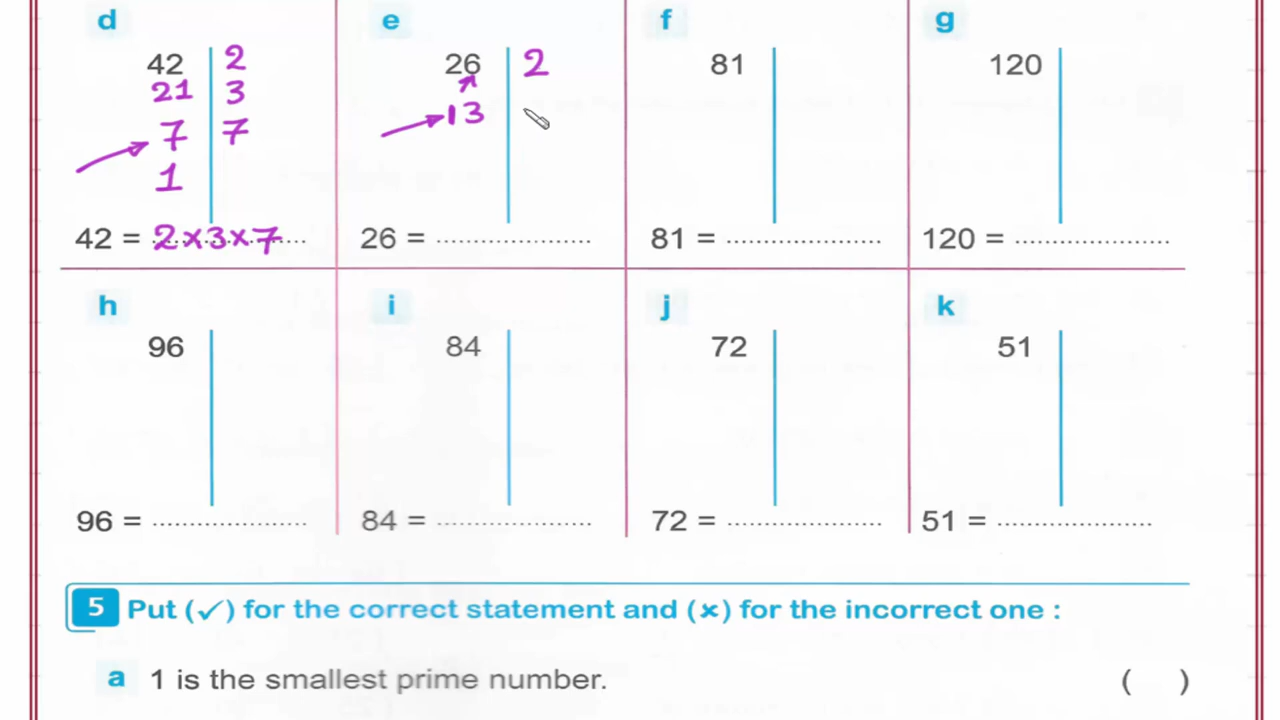 d
42 2
21 3
7 7
1
42 = 2×3×7
e
26 2
13
26 = ....................
f
81
81 = ....................
g
120
120 = ....................
h
96
96 = ....................
i
84
84 = ....................
j
72
72 = ....................
k
51
51 = ....................
5 Put (✓) for the correct statement and (×) for the incorrect one :
a 1 is the smallest prime number. ( )